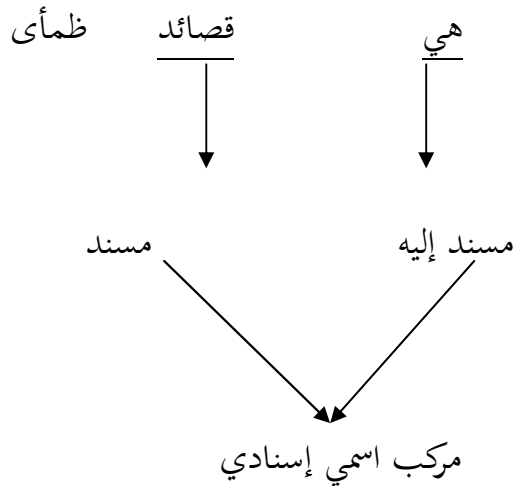 هي قصائد ظمأى
مسند إليه مسند
مركب اسمي إسنادي